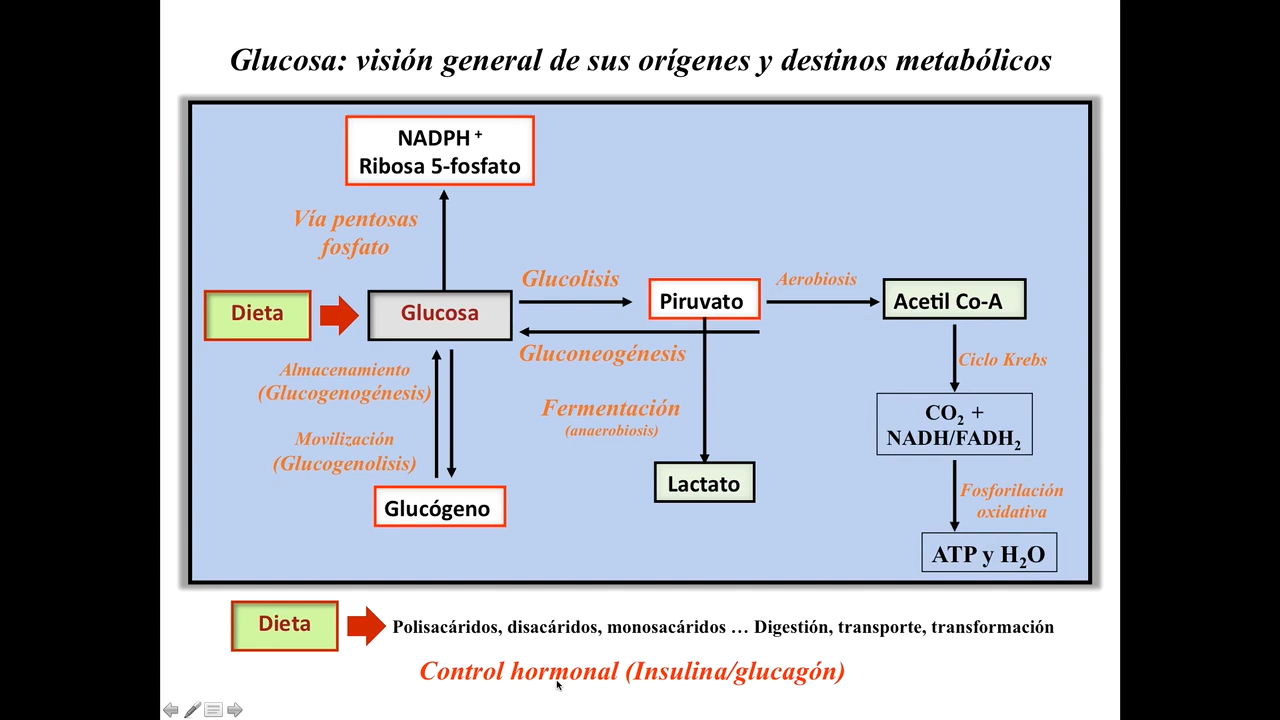 Glucosa: visión general de sus orígenes y destinos metabólicos
NADPH⁺
Ribosa 5-fosfato
Vía pentosas
fosfato
Dieta
Glucosa
Glucolisis
Piruvato
Aerobiosis
Acetil Co-A
Gluconeogénesis
Almacenamiento
(Glucogenogénesis)
Movilización
(Glucogenolisis)
Glucógeno
Fermentación
(anaerobiosis)
Lactato
Ciclo Krebs
CO₂ +
NADH/FADH₂
Fosforilación
oxidativa
ATP y H₂O
Dieta
Polisacáridos, disacáridos, monosacáridos … Digestión, transporte, transformación
Control hormonal (Insulina/glucagón)